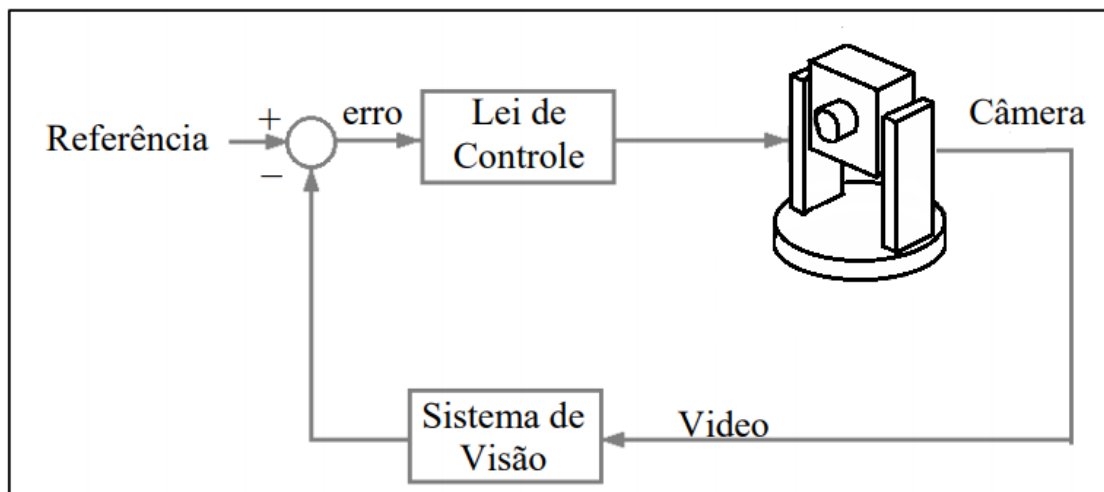 Referência
+
−
erro
Lei de
Controle
Câmera
Sistema de
Visão
Video